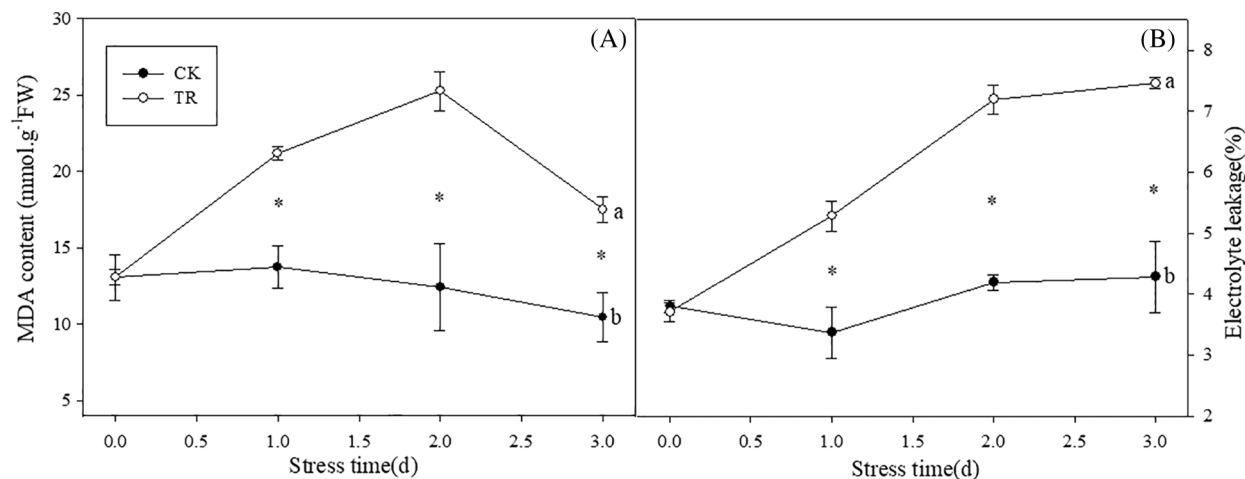 (A)
CK
TR
MDA content (mmol.g⁻¹FW)
30
25
20
15
10
5
*
*
*
a
b
0.0 0.5 1.0 1.5 2.0 2.5 3.0
Stress time(d)
(B)
*
*
*
a
b
8
7
6
5
4
3
2
Electrolyte leakage(%)
0.0 0.5 1.0 1.5 2.0 2.5 3.0
Stress time(d)